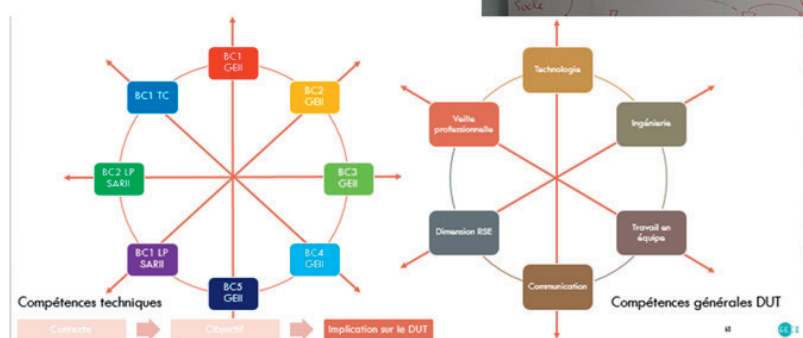 Socle
BC1
GEII
BC2
GEII
BC3
GEII
BC4
GEII
BC5
GEII
BC1 LP
SARII
BC2 LP
SARII
BC1 TC
Compétences techniques
Technologie
Ingénierie
Travail en
équipe
Communication
Dimension RSE
Veille
professionnelle
Compétences générales DUT
Contexte
Objectif
Implication sur le DUT